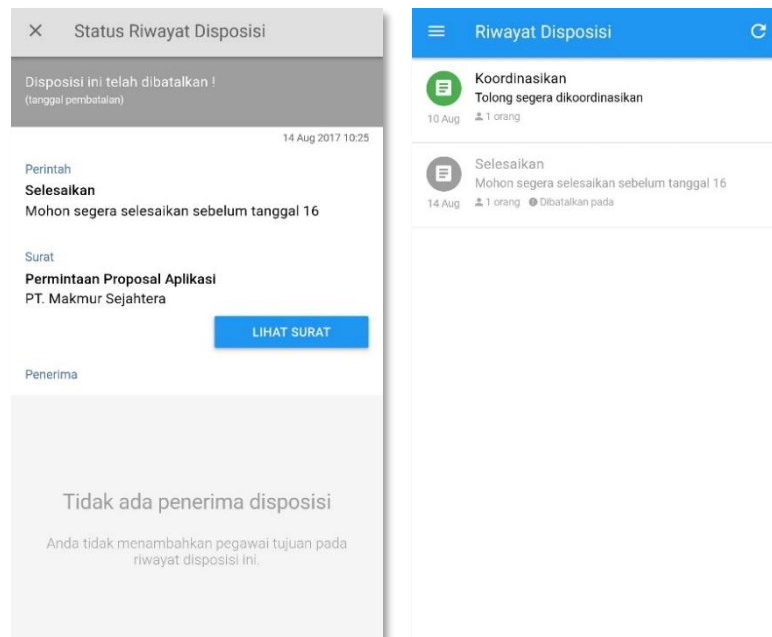 Status Riwayat Disposisi
Disposisi ini telah dibatalkan !
(tanggal pembatalan)
14 Aug 2017 10:25
Perintah
Selesaikan
Mohon segera selesaikan sebelum tanggal 16
Surat
Permintaan Proposal Aplikasi
PT. Makmur Sejahtera
LIHAT SURAT
Penerima
Tidak ada penerima disposisi
Anda tidak menambahkan pegawai tujuan pada
riwayat disposisi ini.
Riwayat Disposisi
Koordinasikan
Tolong segera dikoordinasikan
10 Aug 1 orang
Selesaikan
Mohon segera selesaikan sebelum tanggal 16
14 Aug 1 orang Dibatalkan pada